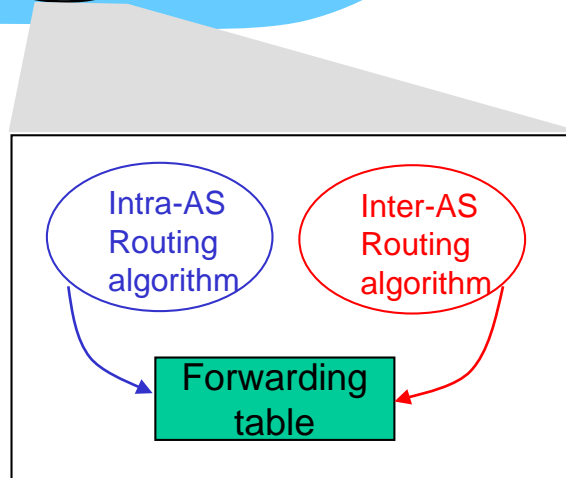 Intra-AS
Routing
algorithm
Inter-AS
Routing
algorithm
Forwarding
table